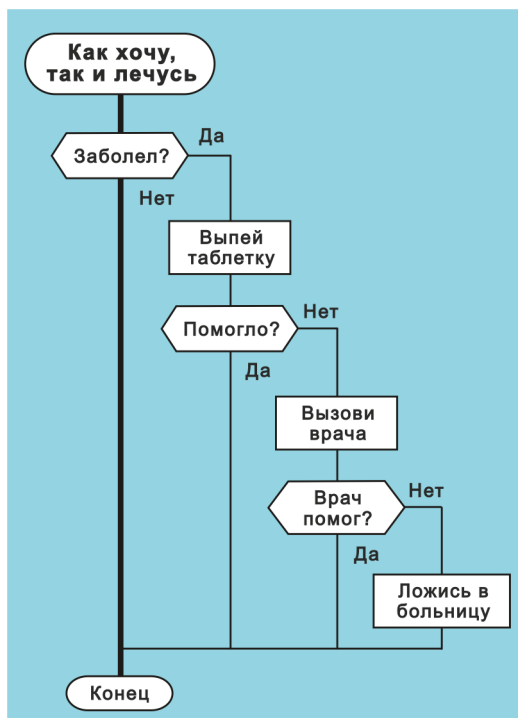 Как хочу,
так и лечусь
Заболел?
Да
Нет
Выпей
таблетку
Помогло?
Нет
Да
Вызови
врача
Врач
помог?
Нет
Да
Ложись в
больницу
Конец